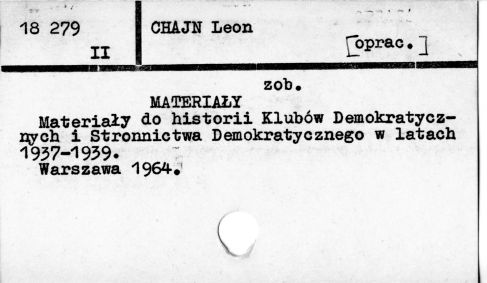 18 279
II
CHAJN Leon
[oprac.]
zob.
MATERIAŁY
Materiały do historii Klubów Demokratycz-
nych i Stronnictwa Demokratycznego w latach
1937-1939.
Warszawa 1964.